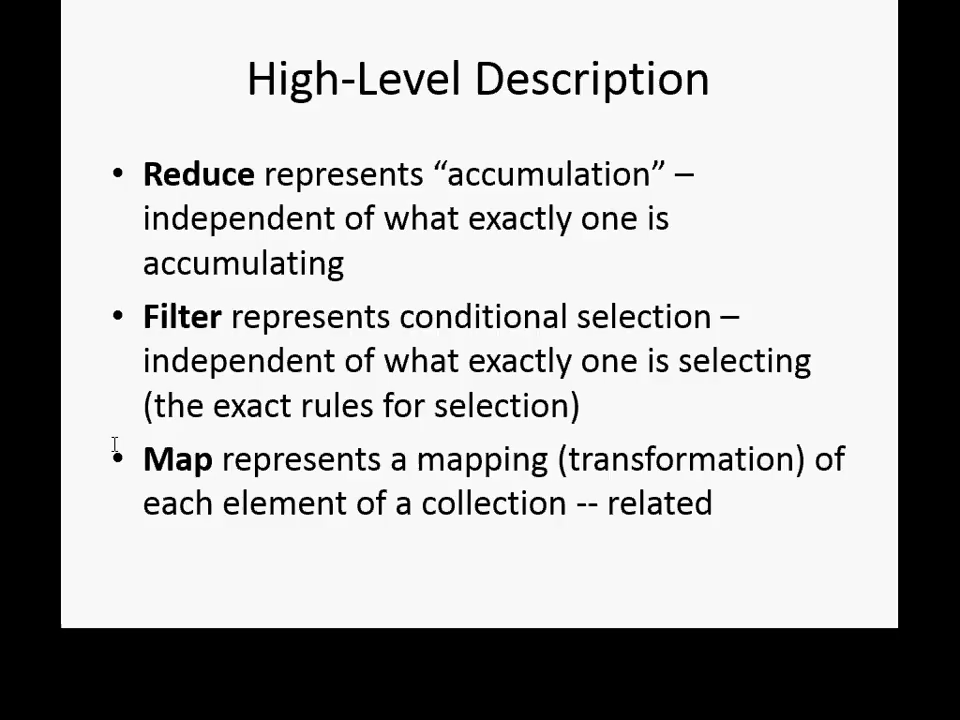 High-Level Description
• Reduce represents “accumulation” –
independent of what exactly one is
accumulating
• Filter represents conditional selection –
independent of what exactly one is selecting
(the exact rules for selection)
• Map represents a mapping (transformation) of
each element of a collection -- related